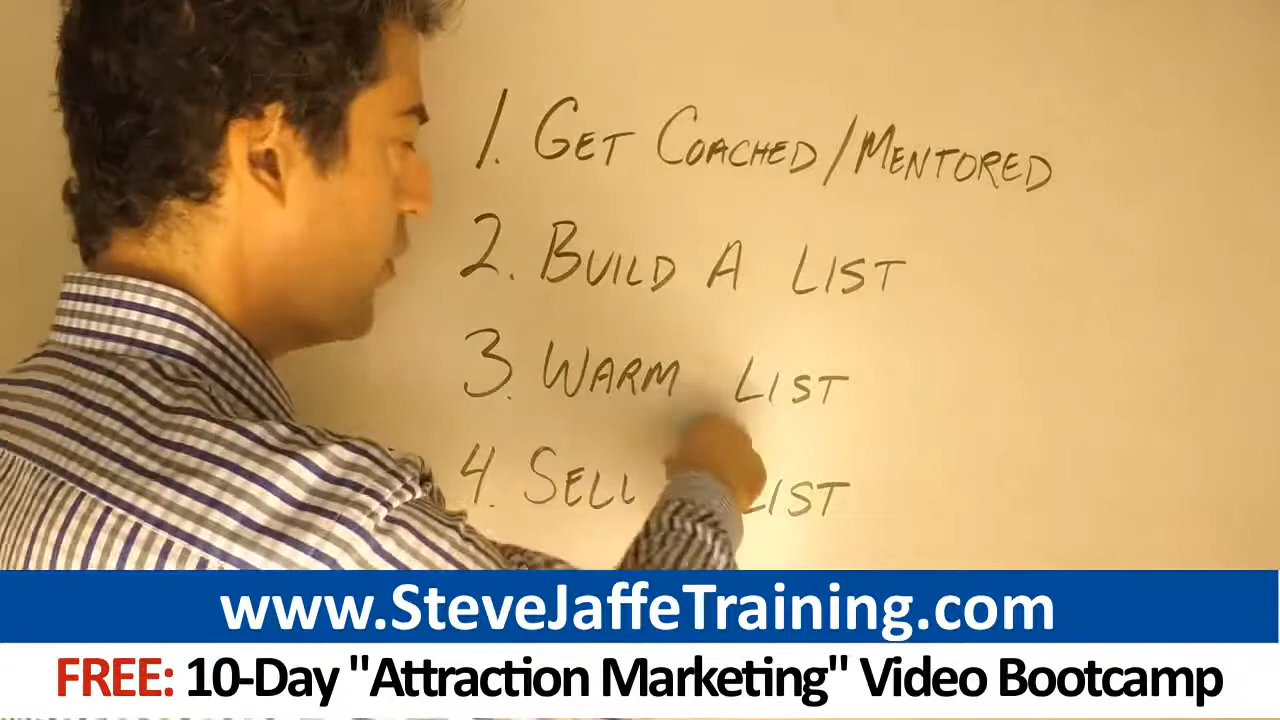 1. GET COACHED/MENTORED
2. BUILD A LIST
3. WARM LIST
4. SELL LIST
www.SteveJaffeTraining.com
FREE: 10-Day "Attraction Marketing" Video Bootcamp